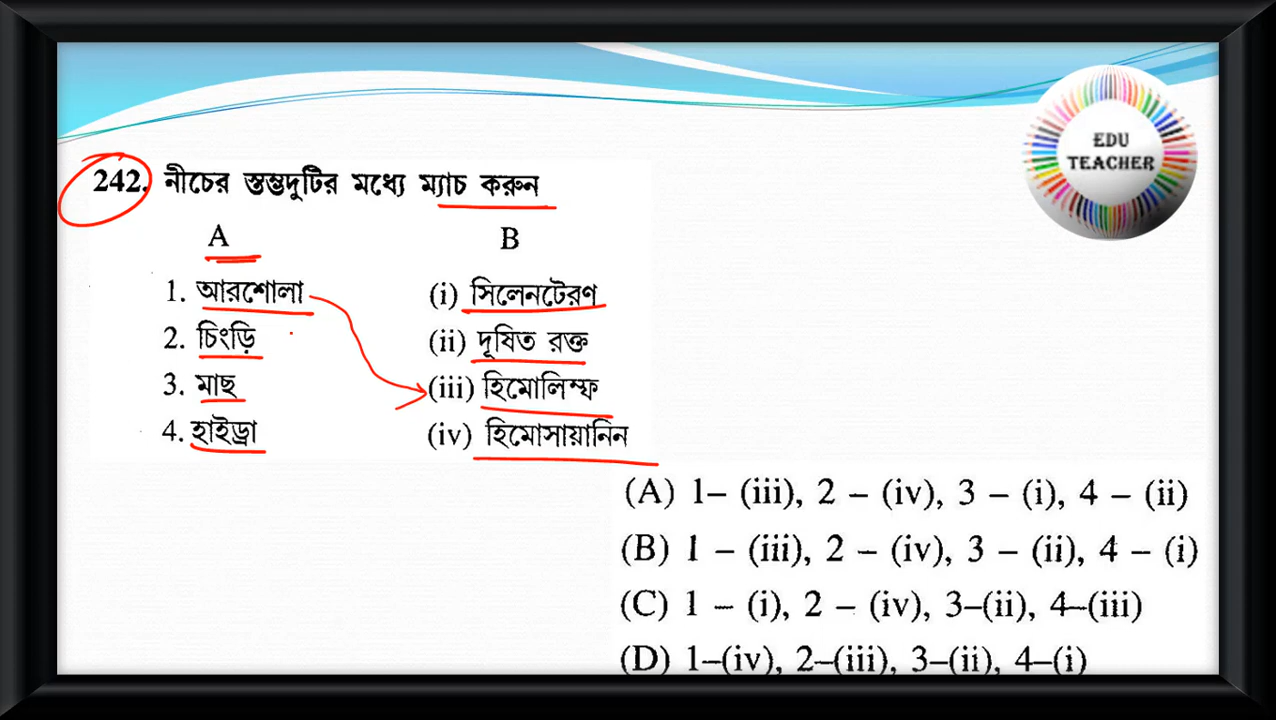 EDU
TEACHER
242. নীচের স্তম্ভদুটির মধ্যে ম্যাচ করুন
A B
1. আরশোলা (i) সিলেনটেরণ
2. চিংড়ি (ii) দূষিত রক্ত
3. মাছ (iii) হিমোলিম্ফ
4. হাইড্রা (iv) হিমোসায়ানিন
(A) 1– (iii), 2 – (iv), 3 – (i), 4 – (ii)
(B) 1 – (iii), 2 – (iv), 3 – (ii), 4 – (i)
(C) 1 – (i), 2 – (iv), 3–(ii), 4–(iii)
(D) 1–(iv), 2–(iii), 3–(ii), 4–(i)